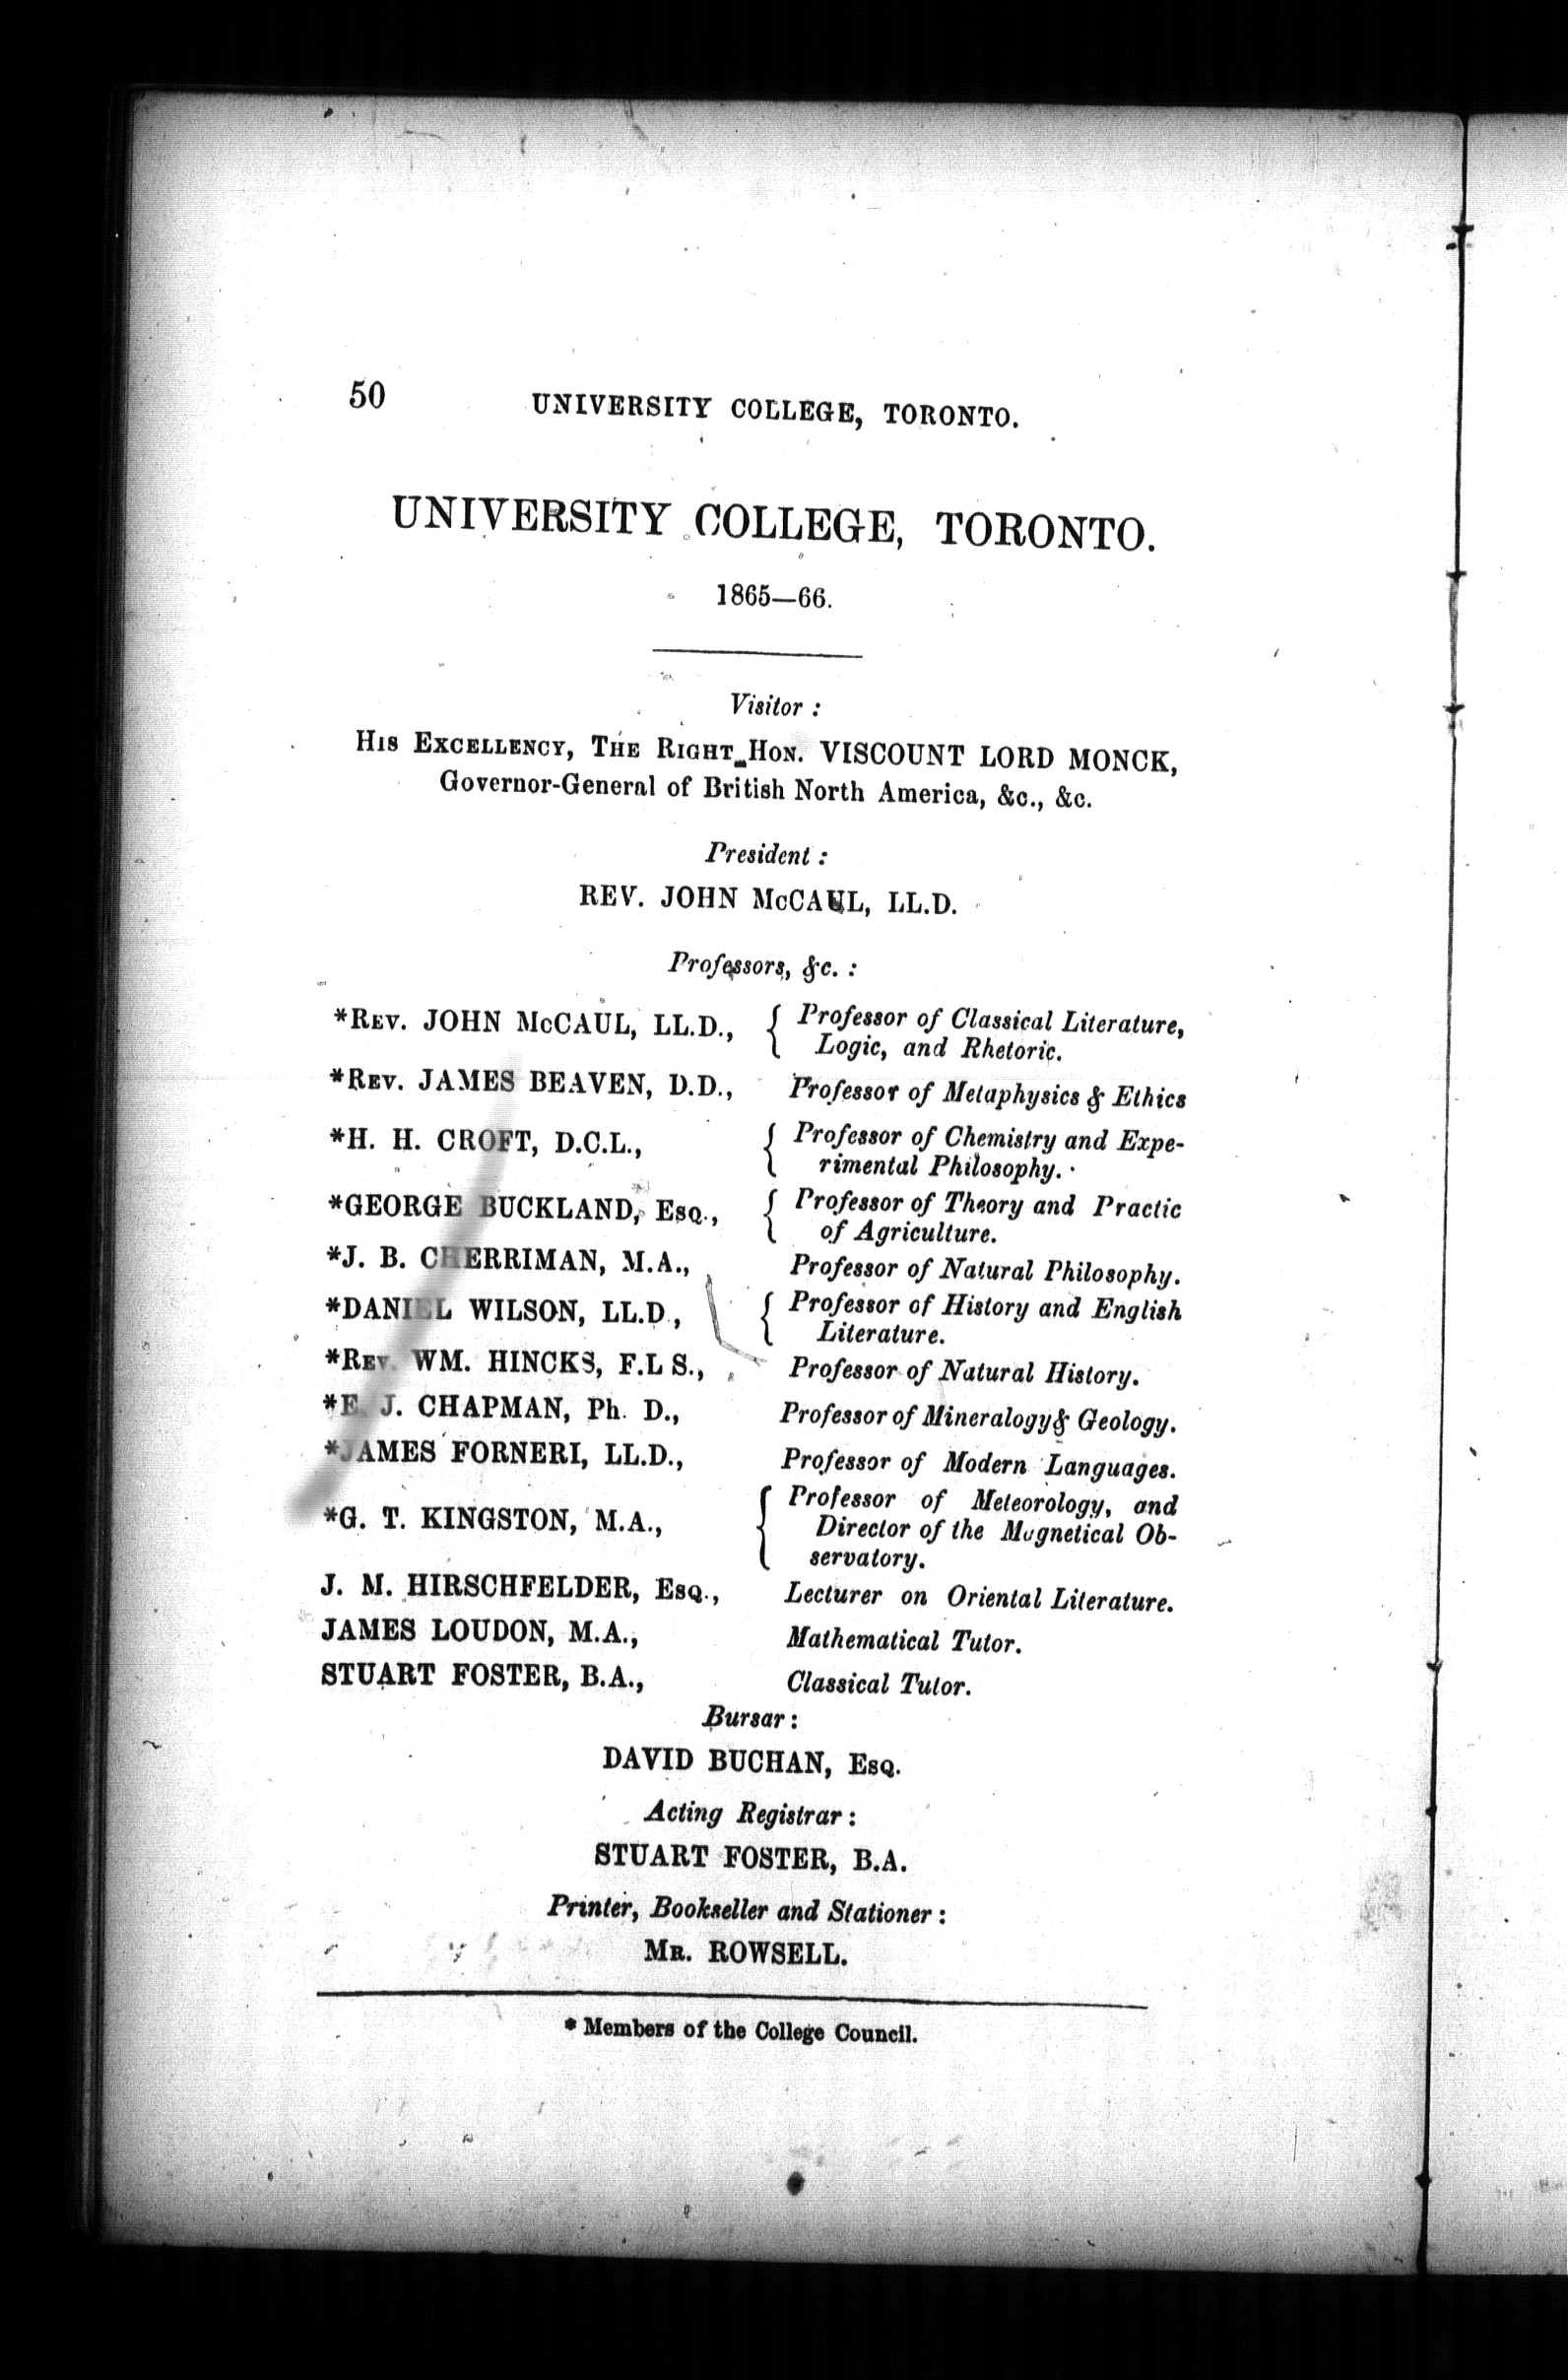 50 UNIVERSITY COLLEGE, TORONTO.
UNIVERSITY COLLEGE, TORONTO.
1865—66.
Visitor :
HIS EXCELLENCY, THE RIGHT HON. VISCOUNT LORD MONCK,
Governor-General of British North America, &c., &c.
President :
REV. JOHN McCAUL, LL.D.
Professors, &c. :
*REV. JOHN McCAUL, LL.D., { Professor of Classical Literature,
Logic, and Rhetoric.
*REV. JAMES BEAVEN, D.D., Professor of Metaphysics & Ethics
*H. H. CROFT, D.C.L., { Professor of Chemistry and Expe-
rimental Philosophy.
*GEORGE BUCKLAND, ESQ., { Professor of Theory and Practic
of Agriculture.
*J. B. CHERRIMAN, M.A., Professor of Natural Philosophy.
*DANIEL WILSON, LL.D., { Professor of History and English
Literature.
*REV. WM. HINCKS, F.L S., Professor of Natural History.
*E. J. CHAPMAN, Ph. D., Professor of Mineralogy & Geology.
*JAMES FORNERI, LL.D., Professor of Modern Languages.
*G. T. KINGSTON, M.A., { Professor of Meteorology, and
Director of the Magnetical Ob-
servatory.
J. M. HIRSCHFELDER, ESQ., Lecturer on Oriental Literature.
JAMES LOUDON, M.A., Mathematical Tutor.
STUART FOSTER, B.A., Classical Tutor.
Bursar :
DAVID BUCHAN, ESQ.
Acting Registrar :
STUART FOSTER, B.A.
Printer, Bookseller and Stationer :
MR. ROWSELL.
* Members of the College Council.